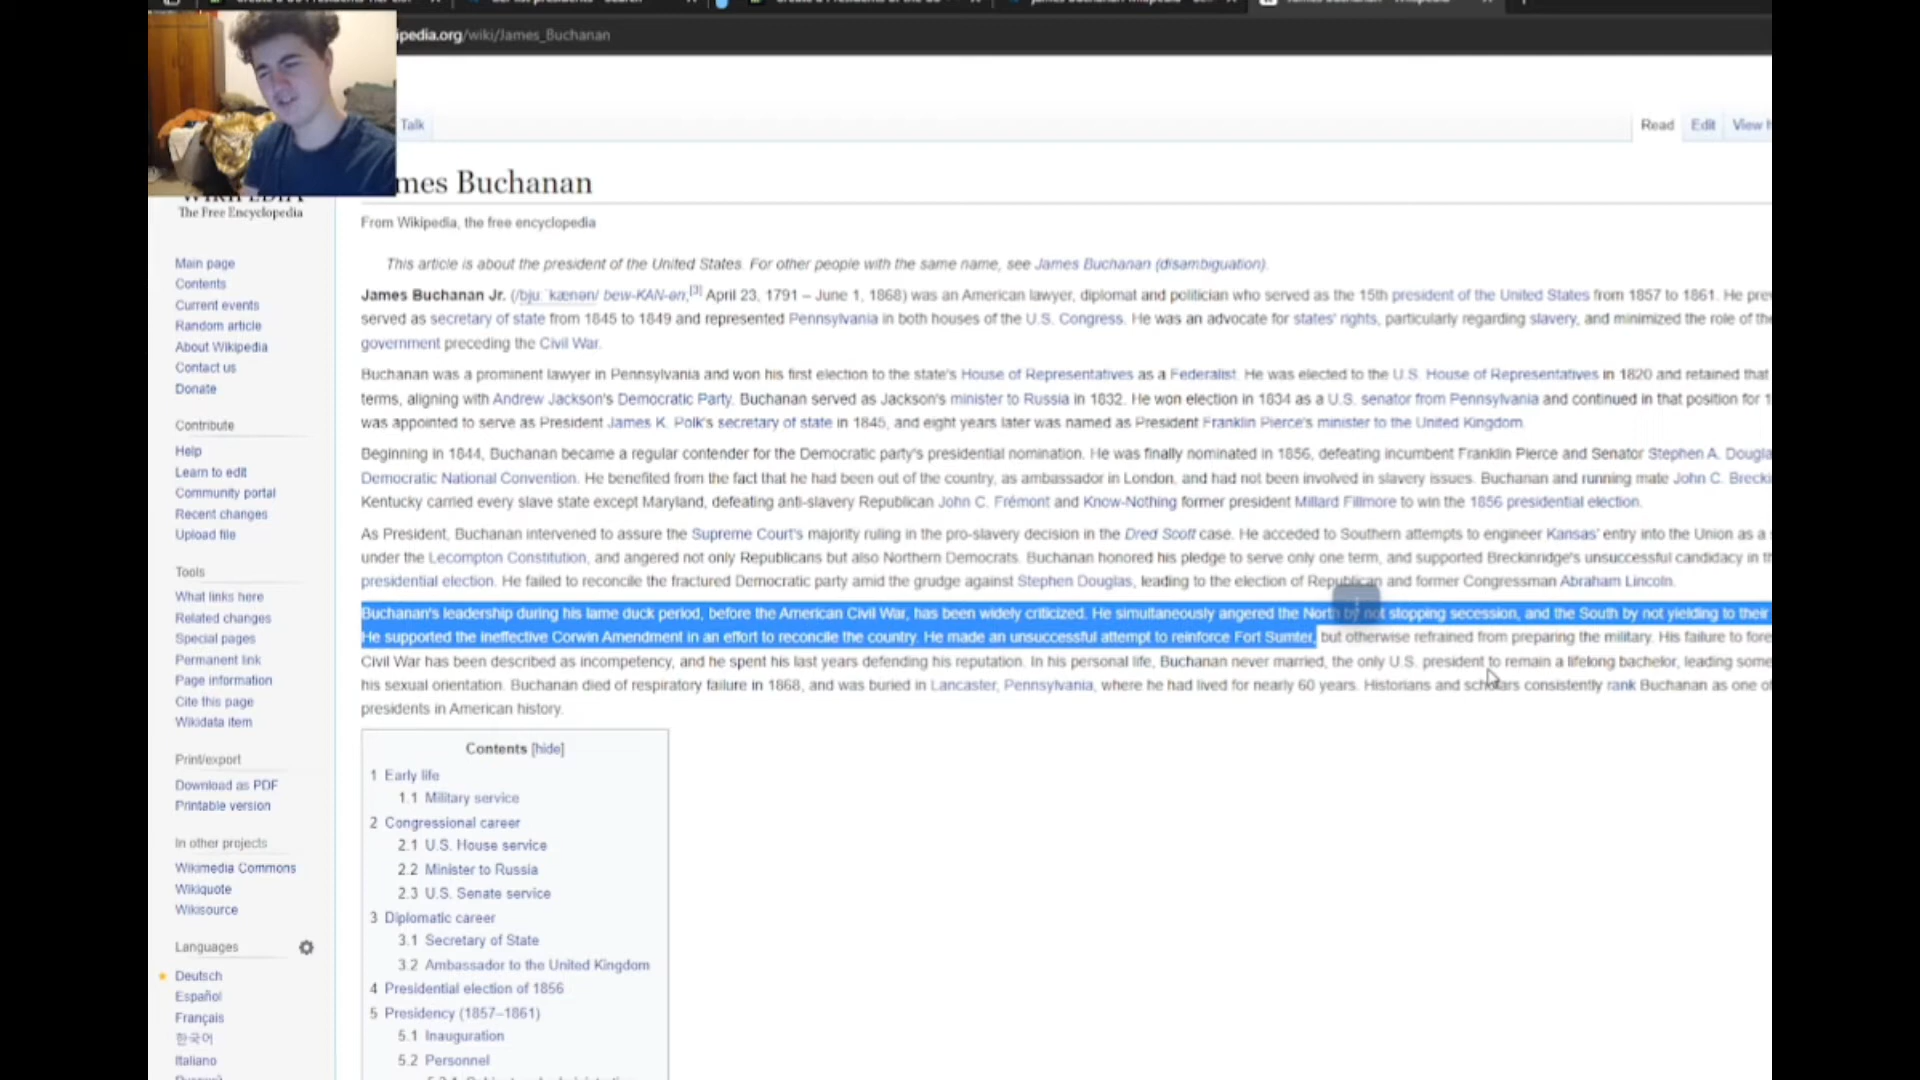 ipedia.org/wiki/James_Buchanan
Talk
Read Edit View
mes Buchanan
From Wikipedia, the free encyclopedia
WIKIPEDIA
The Free Encyclopedia
Main page
Contents
Current events
Random article
About Wikipedia
Contact us
Donate
Contribute
Help
Learn to edit
Community portal
Recent changes
Upload file
Tools
What links here
Related changes
Special pages
Permanent link
Page information
Cite this page
Wikidata item
Print/export
Download as PDF
Printable version
In other projects
Wikimedia Commons
Wikiquote
Wikisource
Languages
Deutsch
Español
Français
한국어
Italiano
This article is about the president of the United States. For other people with the same name, see James Buchanan (disambiguation).
James Buchanan Jr. (/bjuːˈkænən/ bew-KAN-ən,[3] April 23, 1791 – June 1, 1868) was an American lawyer, diplomat and politician who served as the 15th president of the United States from 1857 to 1861. He pre
served as secretary of state from 1845 to 1849 and represented Pennsylvania in both houses of the U.S. Congress. He was an advocate for states' rights, particularly regarding slavery, and minimized the role of the
government preceding the Civil War.
Buchanan was a prominent lawyer in Pennsylvania and won his first election to the state's House of Representatives as a Federalist. He was elected to the U.S. House of Representatives in 1820 and retained that
terms, aligning with Andrew Jackson's Democratic Party. Buchanan served as Jackson's minister to Russia in 1832. He won election in 1834 as a U.S. senator from Pennsylvania and continued in that position for 1
was appointed to serve as President James K. Polk's secretary of state in 1845, and eight years later was named as President Franklin Pierce's minister to the United Kingdom.
Beginning in 1844, Buchanan became a regular contender for the Democratic party's presidential nomination. He was finally nominated in 1856, defeating incumbent Franklin Pierce and Senator Stephen A. Dougla
Democratic National Convention. He benefited from the fact that he had been out of the country, as ambassador in London, and had not been involved in slavery issues. Buchanan and running mate John C. Brecki
Kentucky carried every slave state except Maryland, defeating anti-slavery Republican John C. Frémont and Know-Nothing former president Millard Fillmore to win the 1856 presidential election.
As President, Buchanan intervened to assure the Supreme Court's majority ruling in the pro-slavery decision in the Dred Scott case. He acceded to Southern attempts to engineer Kansas' entry into the Union as a
under the Lecompton Constitution, and angered not only Republicans but also Northern Democrats. Buchanan honored his pledge to serve only one term, and supported Breckinridge's unsuccessful candidacy in th
presidential election. He failed to reconcile the fractured Democratic party amid the grudge against Stephen Douglas, leading to the election of Republican and former Congressman Abraham Lincoln.
Buchanan's leadership during his lame duck period, before the American Civil War, has been widely criticized. He simultaneously angered the North by not stopping secession, and the South by not yielding to their
He supported the ineffective Corwin Amendment in an effort to reconcile the country. He made an unsuccessful attempt to reinforce Fort Sumter, but otherwise refrained from preparing the military. His failure to fore
Civil War has been described as incompetency, and he spent his last years defending his reputation. In his personal life, Buchanan never married, the only U.S. president to remain a lifelong bachelor, leading some
his sexual orientation. Buchanan died of respiratory failure in 1868, and was buried in Lancaster, Pennsylvania, where he had lived for nearly 60 years. Historians and scholars consistently rank Buchanan as one of
presidents in American history.
Contents [hide]
1 Early life
1.1 Military service
2 Congressional career
2.1 U.S. House service
2.2 Minister to Russia
2.3 U.S. Senate service
3 Diplomatic career
3.1 Secretary of State
3.2 Ambassador to the United Kingdom
4 Presidential election of 1856
5 Presidency (1857–1861)
5.1 Inauguration
5.2 Personnel